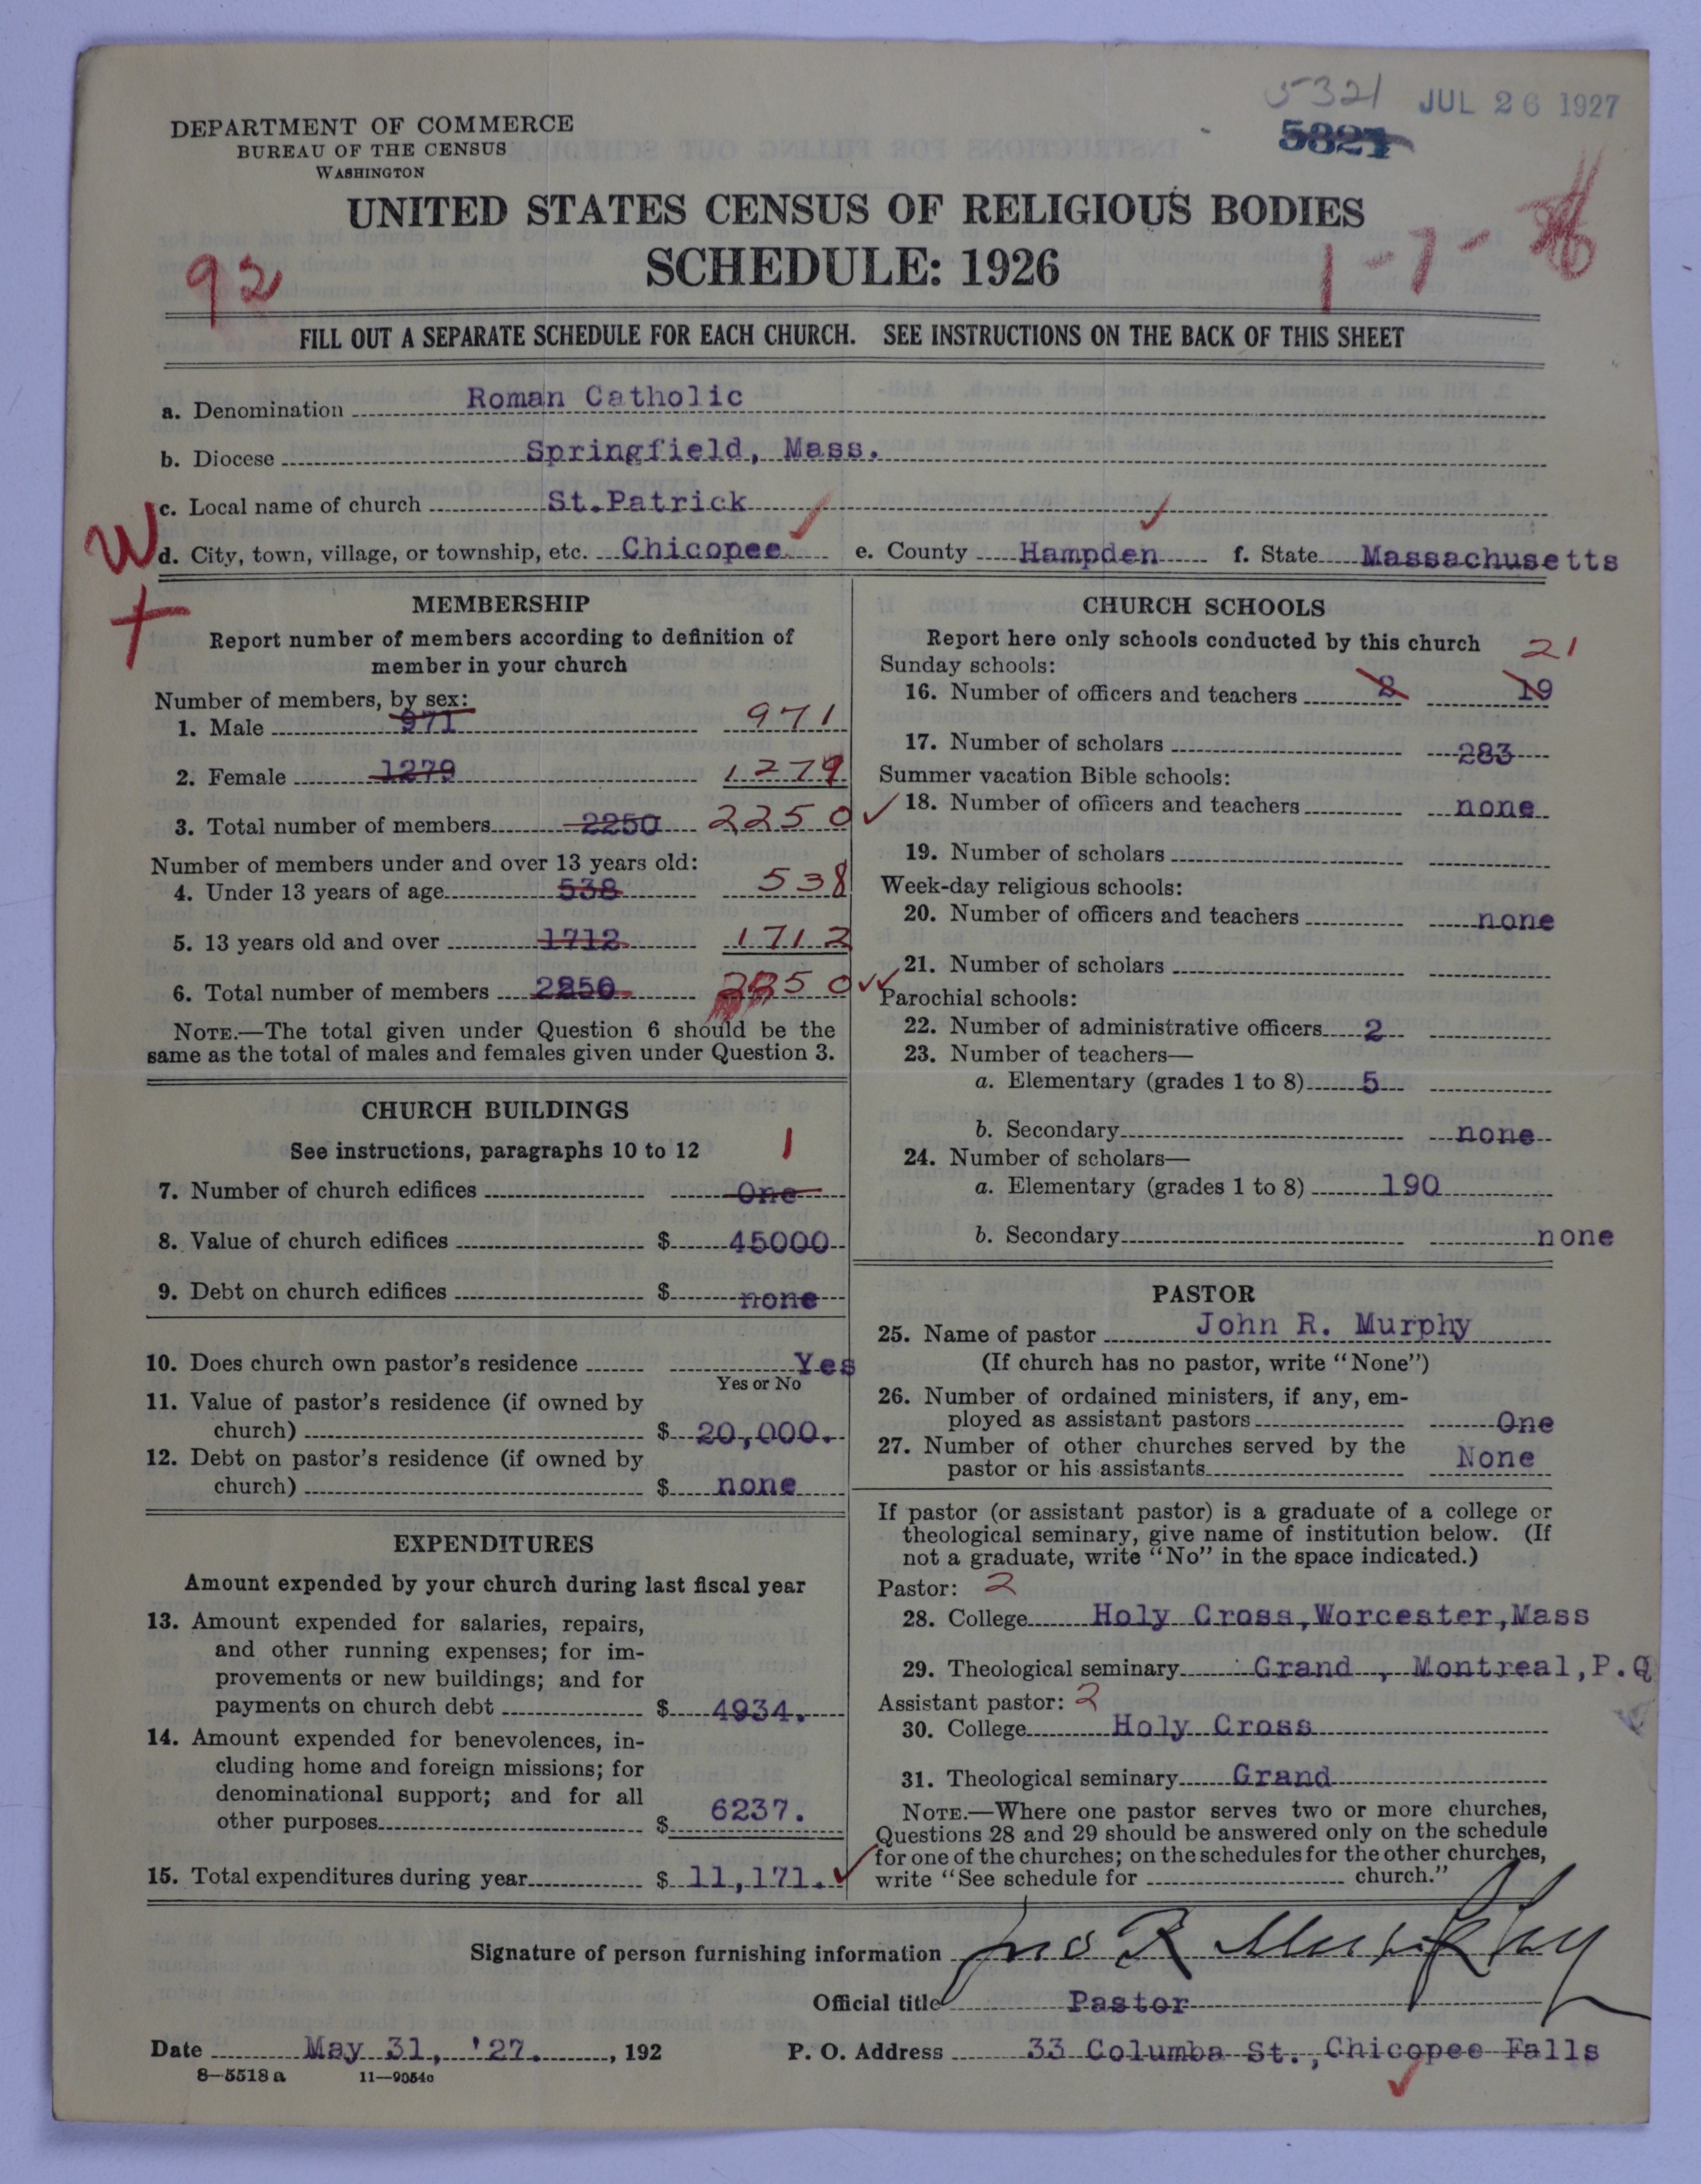 5321 JUL 26 1927
DEPARTMENT OF COMMERCE
BUREAU OF THE CENSUS
WASHINGTON
UNITED STATES CENSUS OF RELIGIOUS BODIES
SCHEDULE: 1926
92
1-7-
FILL OUT A SEPARATE SCHEDULE FOR EACH CHURCH. SEE INSTRUCTIONS ON THE BACK OF THIS SHEET
a. Denomination Roman Catholic
b. Diocese Springfield, Mass.
c. Local name of church St.Patrick
W d. City, town, village, or township, etc. Chicopee e. County Hampden f. State Massachusetts
MEMBERSHIP
Report number of members according to definition of
member in your church
Number of members, by sex:
1. Male 971 971
2. Female 1279 1279
3. Total number of members 2250 2250 ✓
Number of members under and over 13 years old:
4. Under 13 years of age 538 538
5. 13 years old and over 1712 1712
6. Total number of members 2250 2250 ✓✓
NOTE.—The total given under Question 6 should be the
same as the total of males and females given under Question 3.
CHURCH BUILDINGS
See instructions, paragraphs 10 to 12 1
7. Number of church edifices One
8. Value of church edifices $ 45000
9. Debt on church edifices $ none
10. Does church own pastor's residence Yes
Yes or No
11. Value of pastor's residence (if owned by
church) $ 20,000.
12. Debt on pastor's residence (if owned by
church) $ none
EXPENDITURES
Amount expended by your church during last fiscal year
13. Amount expended for salaries, repairs,
and other running expenses; for im-
provements or new buildings; and for
payments on church debt $ 4934.
14. Amount expended for benevolences, in-
cluding home and foreign missions; for
denominational support; and for all
other purposes $ 6237.
15. Total expenditures during year $ 11,171. ✓
CHURCH SCHOOLS
Report here only schools conducted by this church
Sunday schools: 21
16. Number of officers and teachers 2 19
17. Number of scholars 283
Summer vacation Bible schools:
18. Number of officers and teachers none
19. Number of scholars
Week-day religious schools:
20. Number of officers and teachers none
21. Number of scholars
Parochial schools:
22. Number of administrative officers 2
23. Number of teachers—
a. Elementary (grades 1 to 8) 5
b. Secondary none
24. Number of scholars—
a. Elementary (grades 1 to 8) 190
b. Secondary none
PASTOR
25. Name of pastor John R. Murphy
(If church has no pastor, write "None")
26. Number of ordained ministers, if any, em-
ployed as assistant pastors One
27. Number of other churches served by the
pastor or his assistants None
If pastor (or assistant pastor) is a graduate of a college or
theological seminary, give name of institution below. (If
not a graduate, write "No" in the space indicated.)
Pastor: 2
28. College Holy Cross, Worcester, Mass
29. Theological seminary Grand , Montreal, P.Q
Assistant pastor: 2
30. College Holy Cross
31. Theological seminary Grand
NOTE.—Where one pastor serves two or more churches,
Questions 28 and 29 should be answered only on the schedule
for one of the churches; on the schedules for the other churches,
write "See schedule for church."
Signature of person furnishing information Jno R Murphy
Official title Pastor
Date May 31, '27. , 192 P. O. Address 33 Columba St., Chicopee Falls
8-5518 a 11-9054o